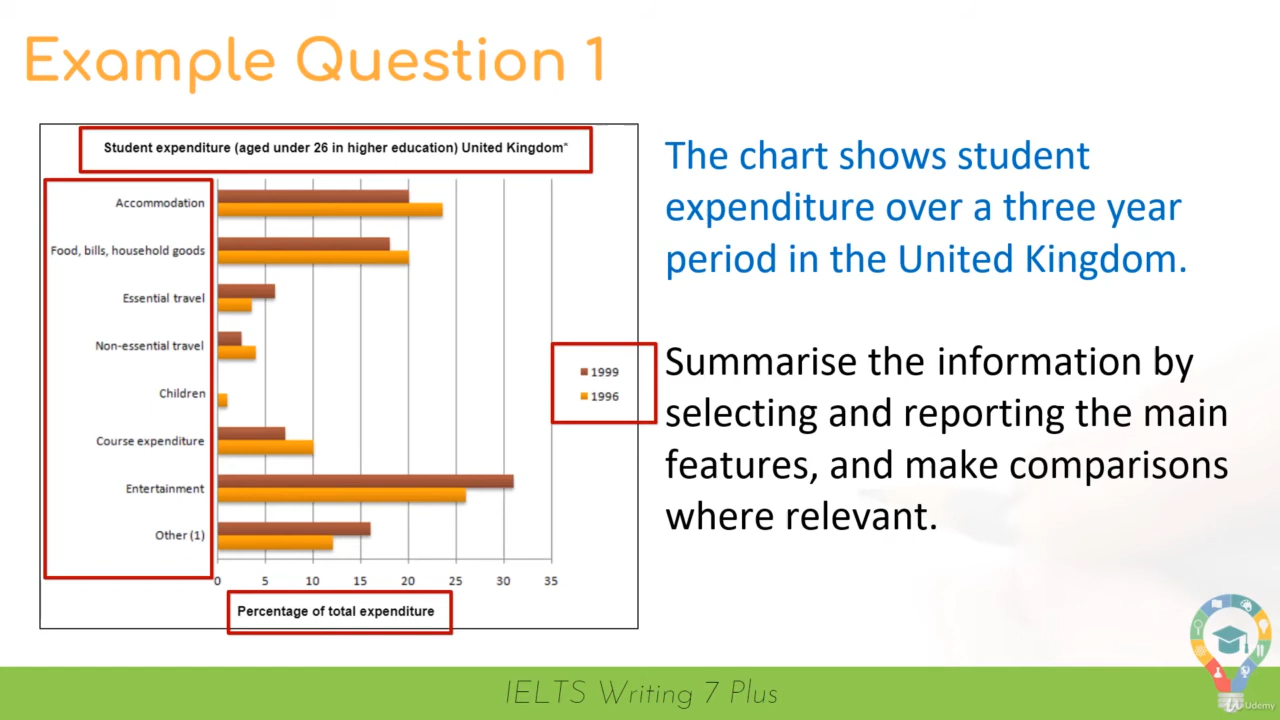 Example Question 1
Student expenditure (aged under 26 in higher education) United Kingdom*
Accommodation
Food, bills, household goods
Essential travel
Non-essential travel
Children
Course expenditure
Entertainment
Other (1)
0 5 10 15 20 25 30 35
Percentage of total expenditure
1999
1996
The chart shows student
expenditure over a three year
period in the United Kingdom.
Summarise the information by
selecting and reporting the main
features, and make comparisons
where relevant.
IELTS Writing 7 Plus
Udemy